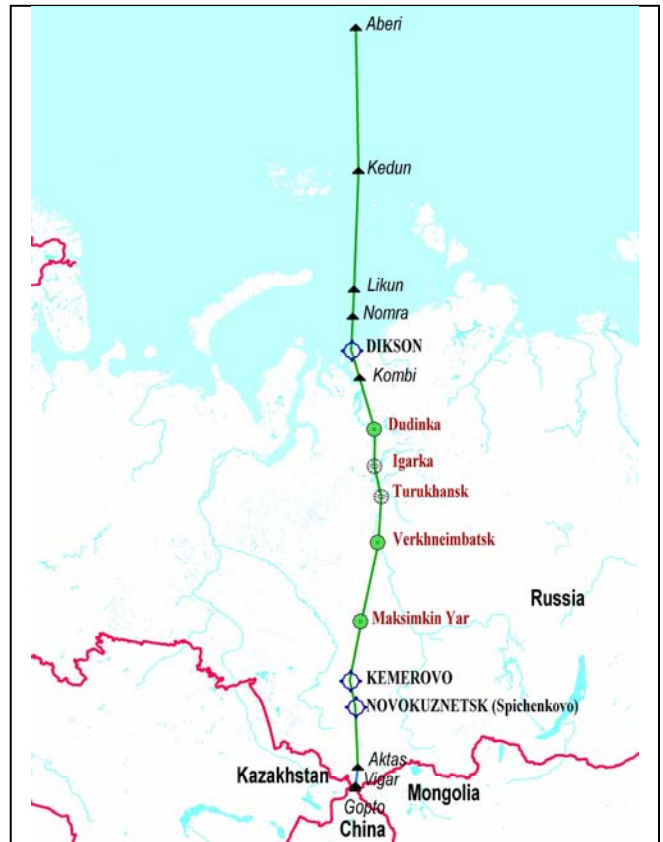 Aberi
Kedun
Likun
Nomra
DIKSON
Kombi
Dudinka
Igarka
Turukhansk
Verkhneimbatsk
Russia
Maksimkin Yar
KEMEROVO
NOVOKUZNETSK (Spichenkovo)
Aktas
Kazakhstan
Vigar
Mongolia
Gopto
China